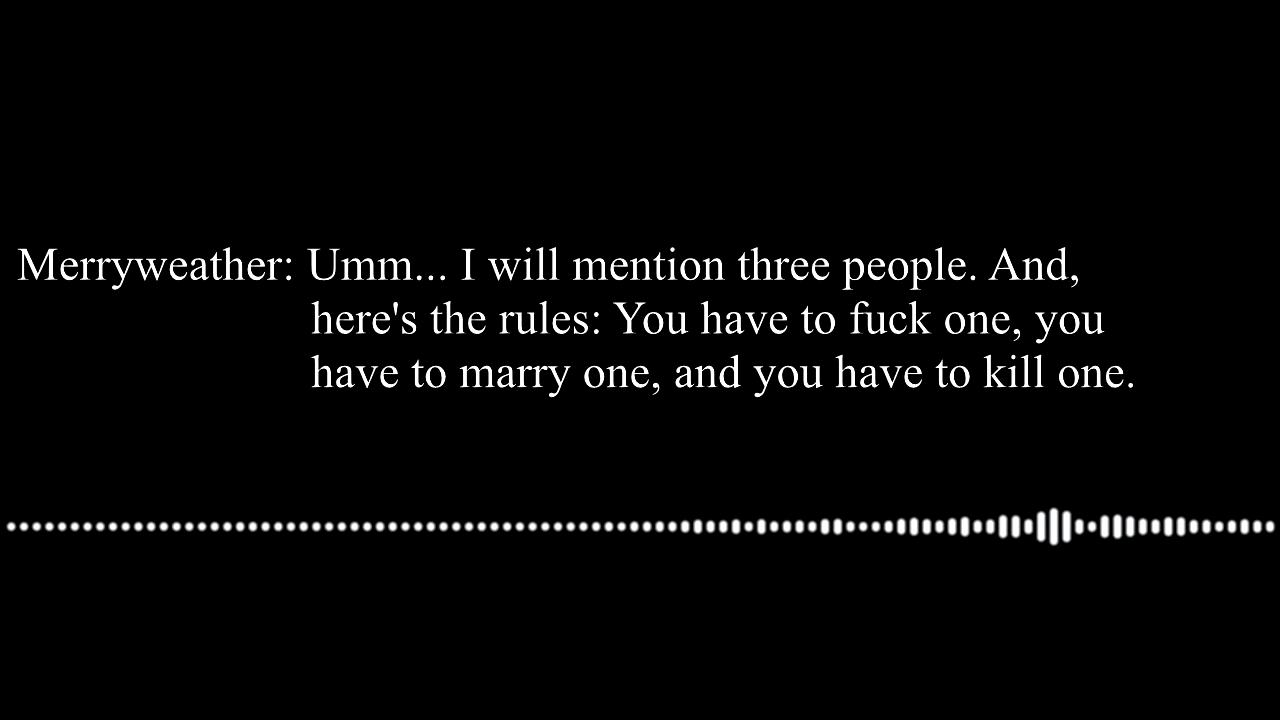 Merryweather: Umm... I will mention three people. And,
here's the rules: You have to fuck one, you
have to marry one, and you have to kill one.